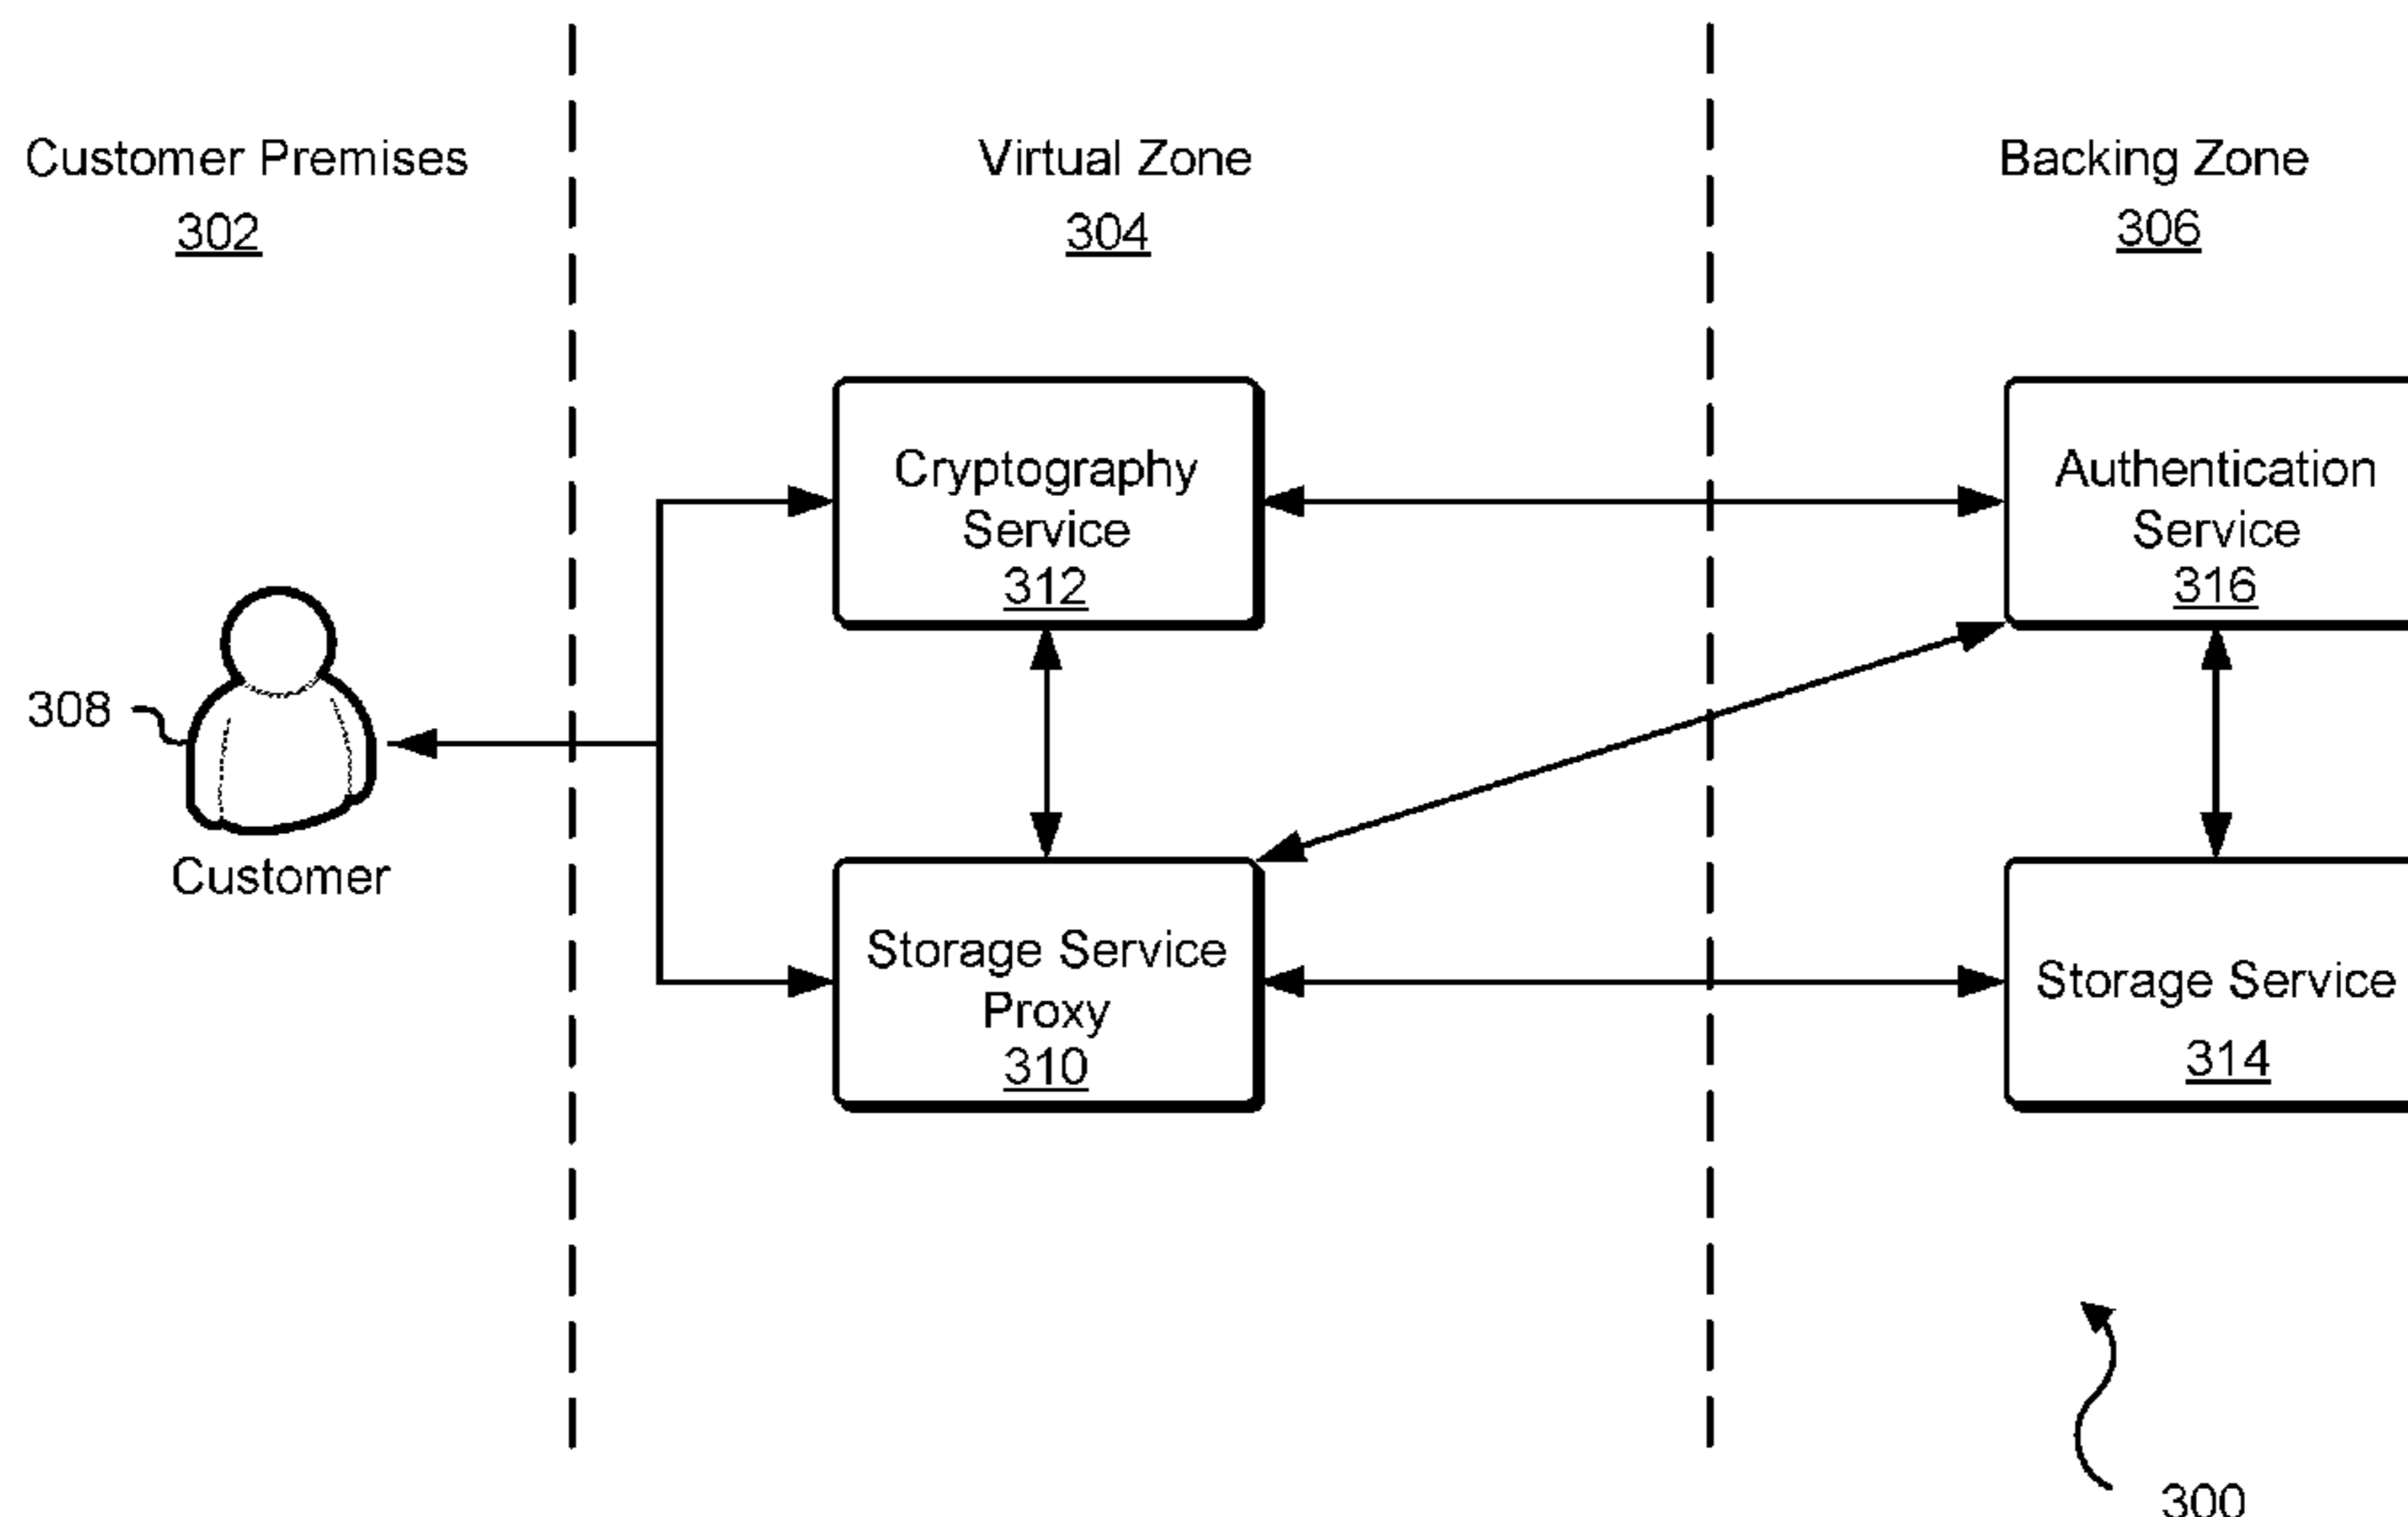 Customer Premises
302
Virtual Zone
304
Backing Zone
306
Cryptography
Service
312
Authentication
Service
316
308
Customer
Storage Service
Proxy
310
Storage Service
314
300